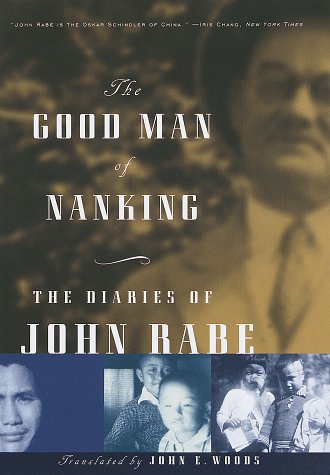 "JOHN RABE IS THE OSKAR SCHINDLER OF CHINA." —IRIS CHANG, NEW YORK TIMES
The
GOOD MAN
of
NANKING
THE DIARIES OF
JOHN RABE
Translated by JOHN E. WOODS